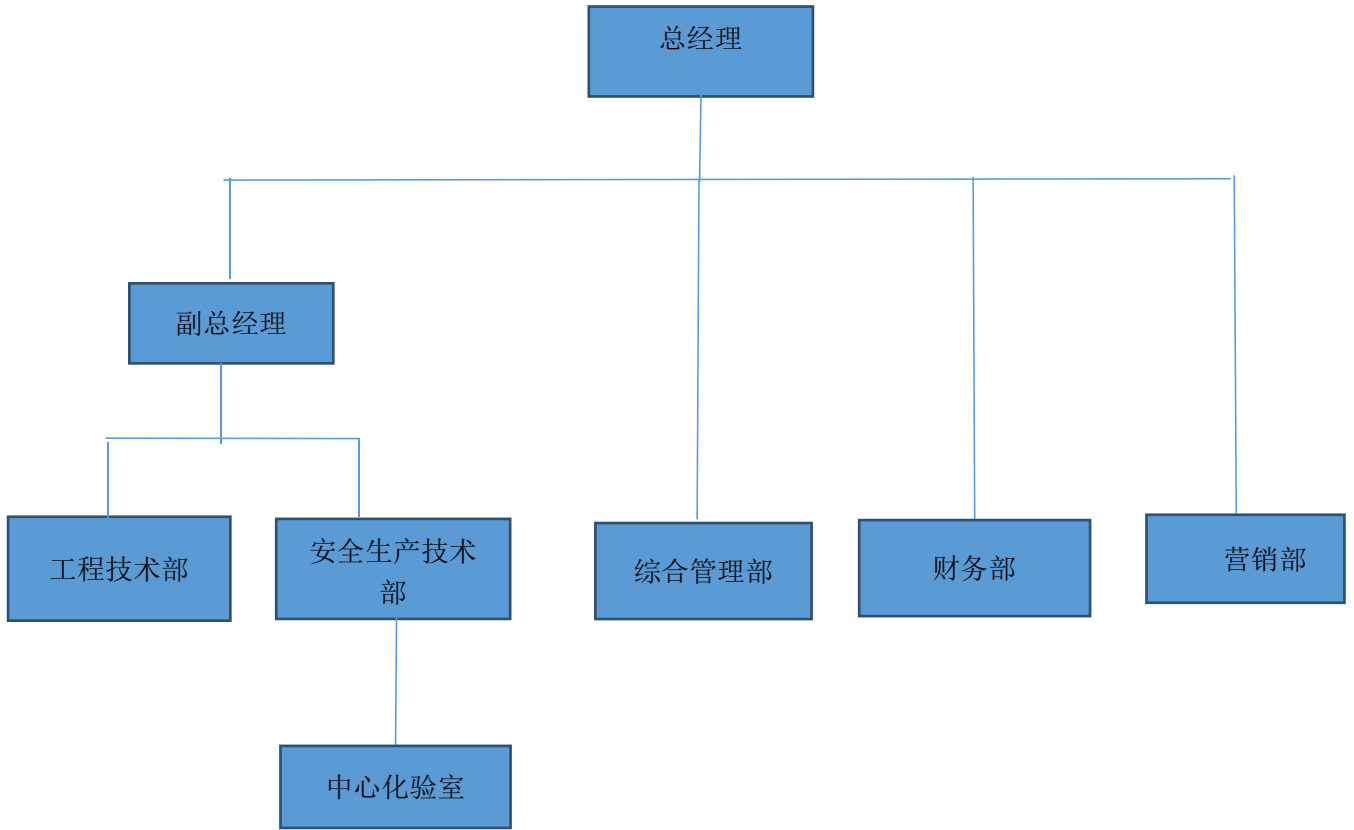 总经理
副总经理
工程技术部
安全生产技术
部
综合管理部
财务部
营销部
中心化验室